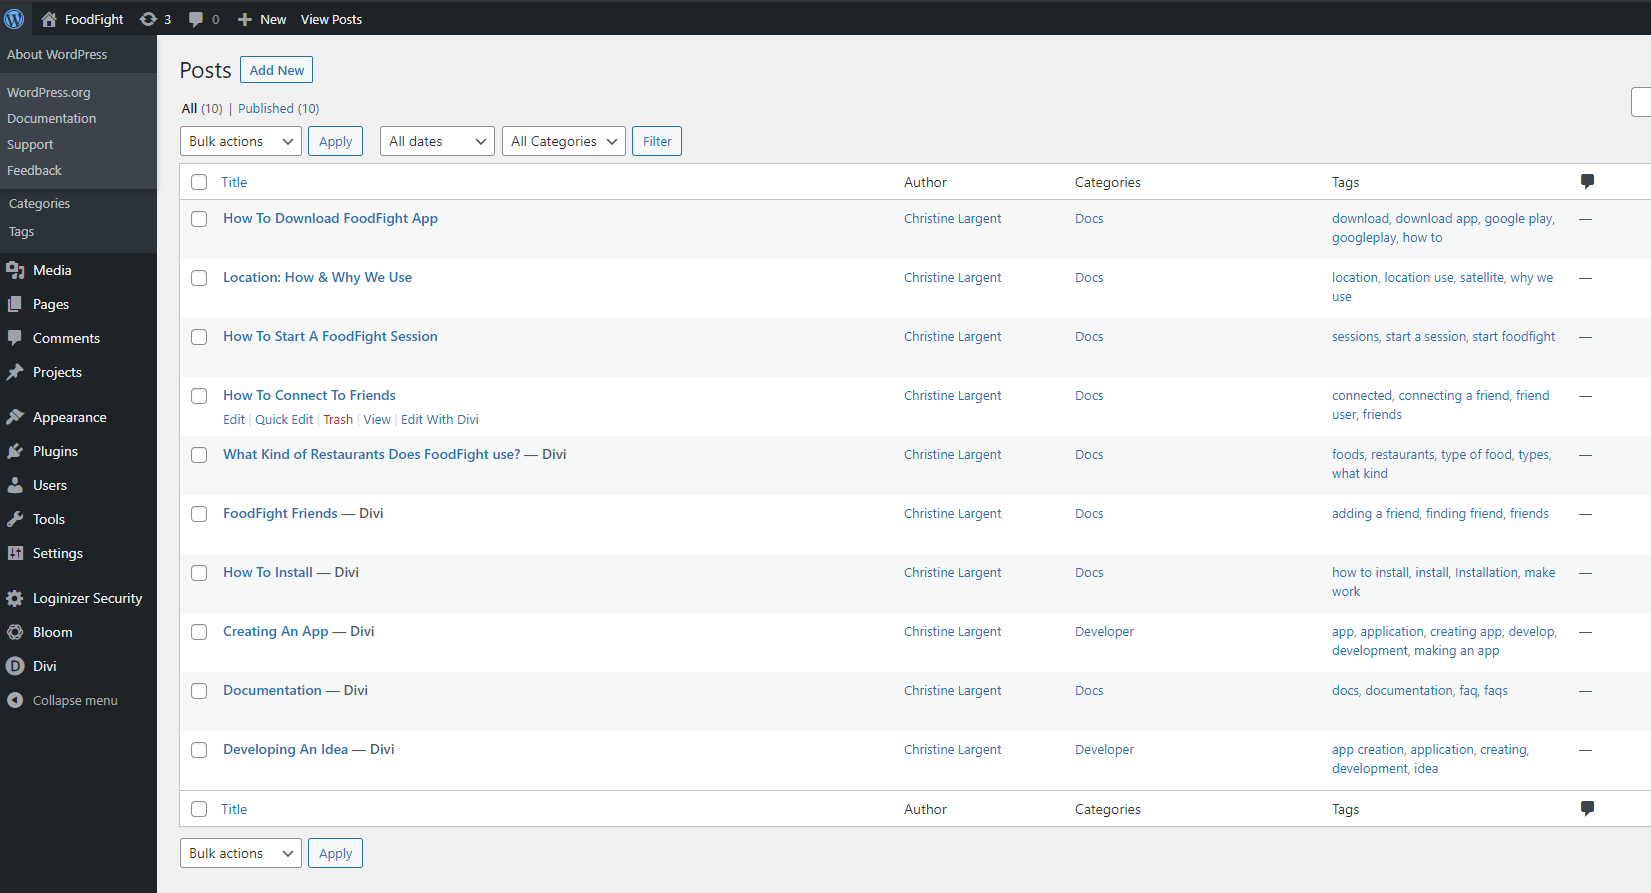 FoodFight 3 0 New View Posts
About WordPress
WordPress.org
Documentation
Support
Feedback
Categories
Tags
Media
Pages
Comments
Projects
Appearance
Plugins
Users
Tools
Settings
Loginizer Security
Bloom
Divi
Collapse menu
Posts Add New
All (10) | Published (10)
Bulk actions Apply All dates All Categories Filter
Title Author Categories Tags
How To Download FoodFight App Christine Largent Docs download, download app, google play, —
googleplay, how to
Location: How & Why We Use Christine Largent Docs location, location use, satellite, why we —
use
How To Start A FoodFight Session Christine Largent Docs sessions, start a session, start foodfight —
How To Connect To Friends Christine Largent Docs connected, connecting a friend, friend —
Edit | Quick Edit | Trash | View | Edit With Divi user, friends
What Kind of Restaurants Does FoodFight use? — Divi Christine Largent Docs foods, restaurants, type of food, types, —
what kind
FoodFight Friends — Divi Christine Largent Docs adding a friend, finding friend, friends —
How To Install — Divi Christine Largent Docs how to install, install, Installation, make —
work
Creating An App — Divi Christine Largent Developer app, application, creating app, develop, —
development, making an app
Documentation — Divi Christine Largent Docs docs, documentation, faq, faqs —
Developing An Idea — Divi Christine Largent Developer app creation, application, creating, —
development, idea
Title Author Categories Tags
Bulk actions Apply